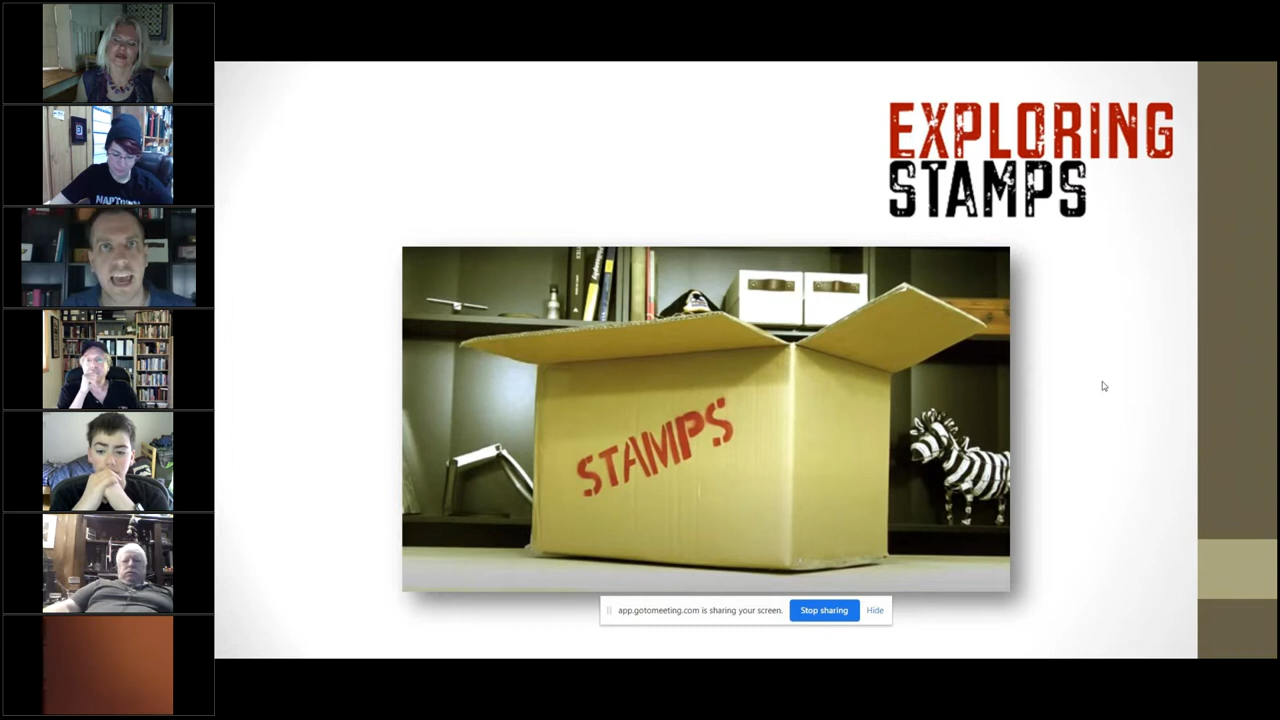 EXPLORING
STAMPS
STAMPS
app.gotomeeting.com is sharing your screen.
Stop sharing
Hide